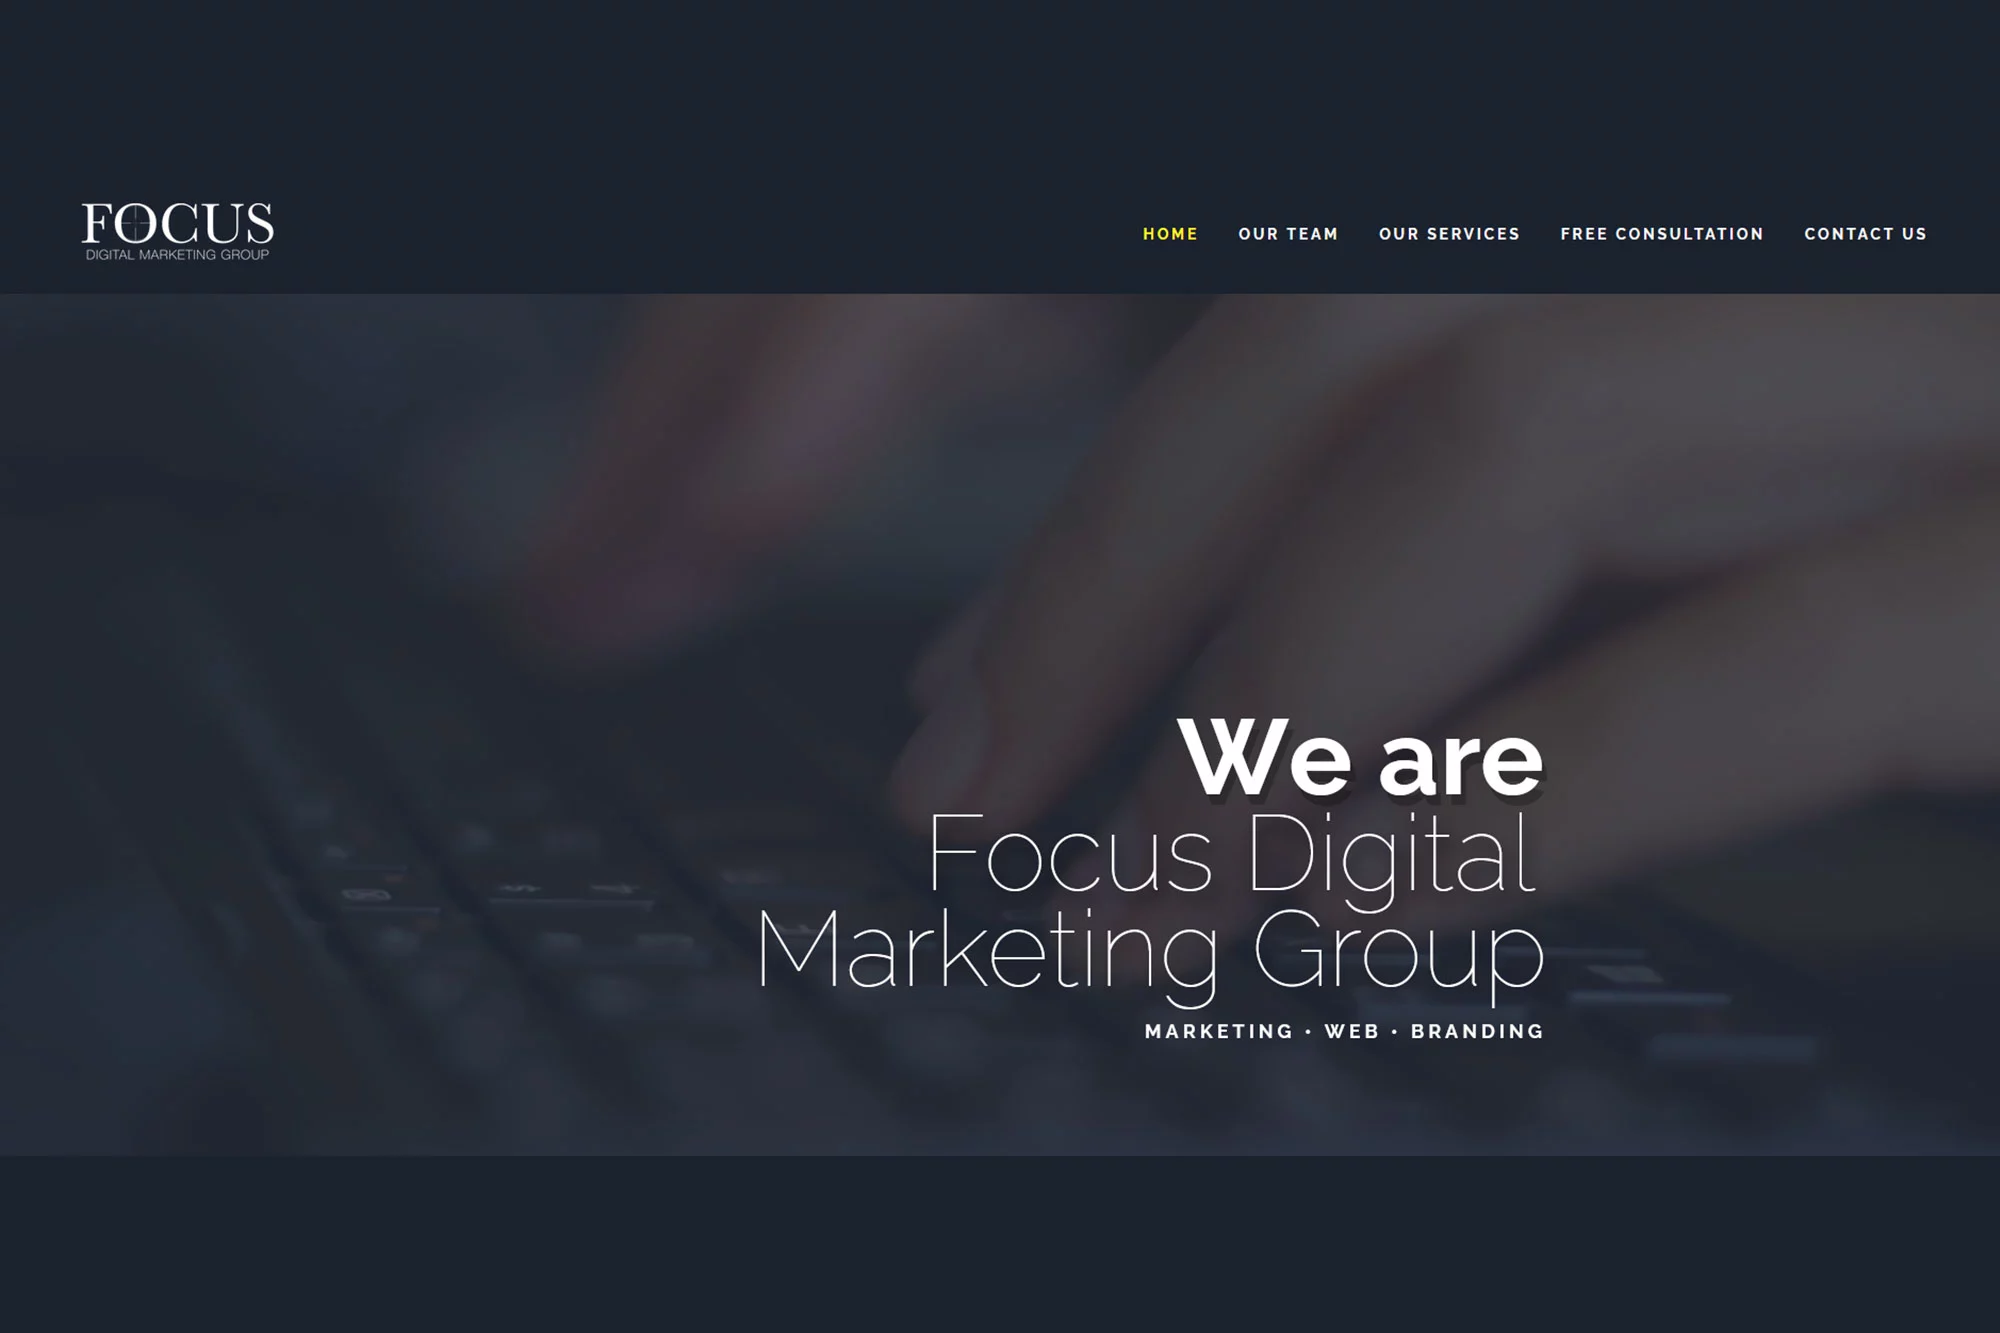 FOCUS
DIGITAL MARKETING GROUP
HOME OUR TEAM OUR SERVICES FREE CONSULTATION CONTACT US
We are
Focus Digital
Marketing Group
MARKETING • WEB • BRANDING